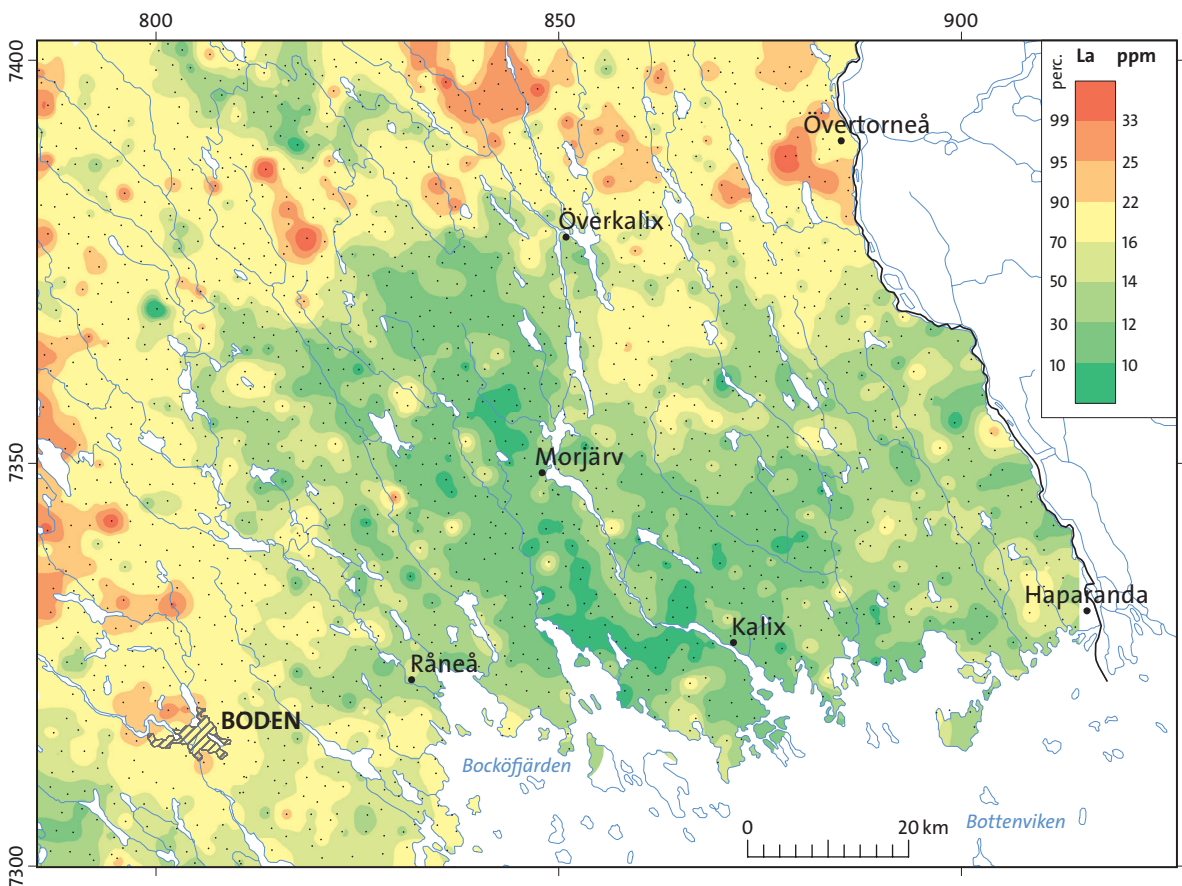 800
850
900
7400
7350
7300
perc.
La
ppm
99
33
95
25
90
22
70
16
50
14
30
12
10
10
Övertorneå
Överkalix
Morjärv
Haparanda
Kalix
Råneå
BODEN
Bocköfjärden
Bottenviken
0
20 km